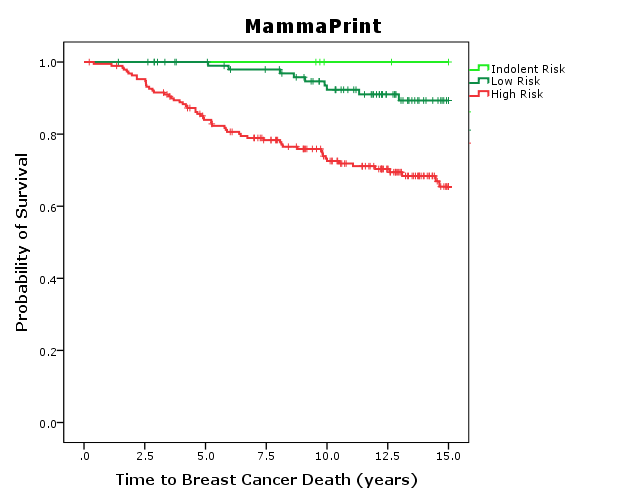 MammaPrint
Indolent Risk
Low Risk
High Risk
1.0
0.8
0.6
0.4
0.2
0.0
Probability of Survival
.0 2.5 5.0 7.5 10.0 12.5 15.0
Time to Breast Cancer Death (years)